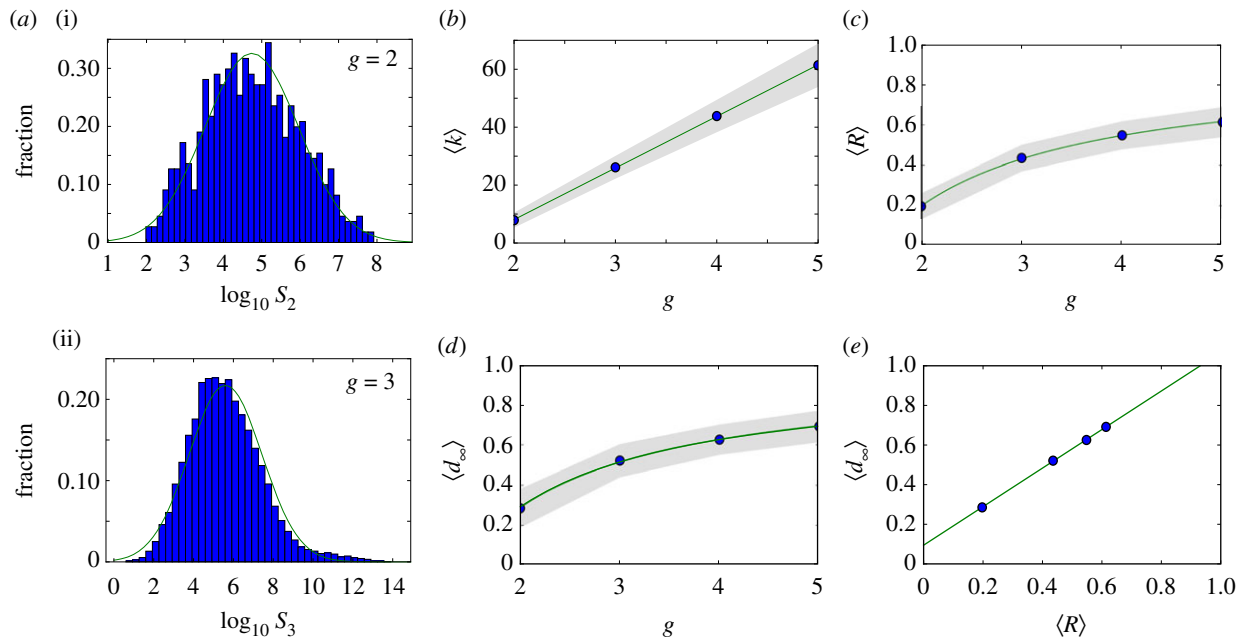 (a) (i)
g = 2
0.30
0.20
0.10
0
fraction
1 2 3 4 5 6 7 8
log10 S2
(ii)
g = 3
0.20
0.10
0
fraction
0 2 4 6 8 10 12 14
log10 S3
(b)
60
40
20
0
⟨k⟩
2 3 4 5
g
(c)
1.0
0.8
0.6
0.4
0.2
0
⟨R⟩
2 3 4 5
g
(d)
1.0
0.8
0.6
0.4
0.2
0
⟨d∞⟩
2 3 4 5
g
(e)
1.0
0.8
0.6
0.4
0.2
0
⟨d∞⟩
0 0.2 0.4 0.6 0.8 1.0
⟨R⟩